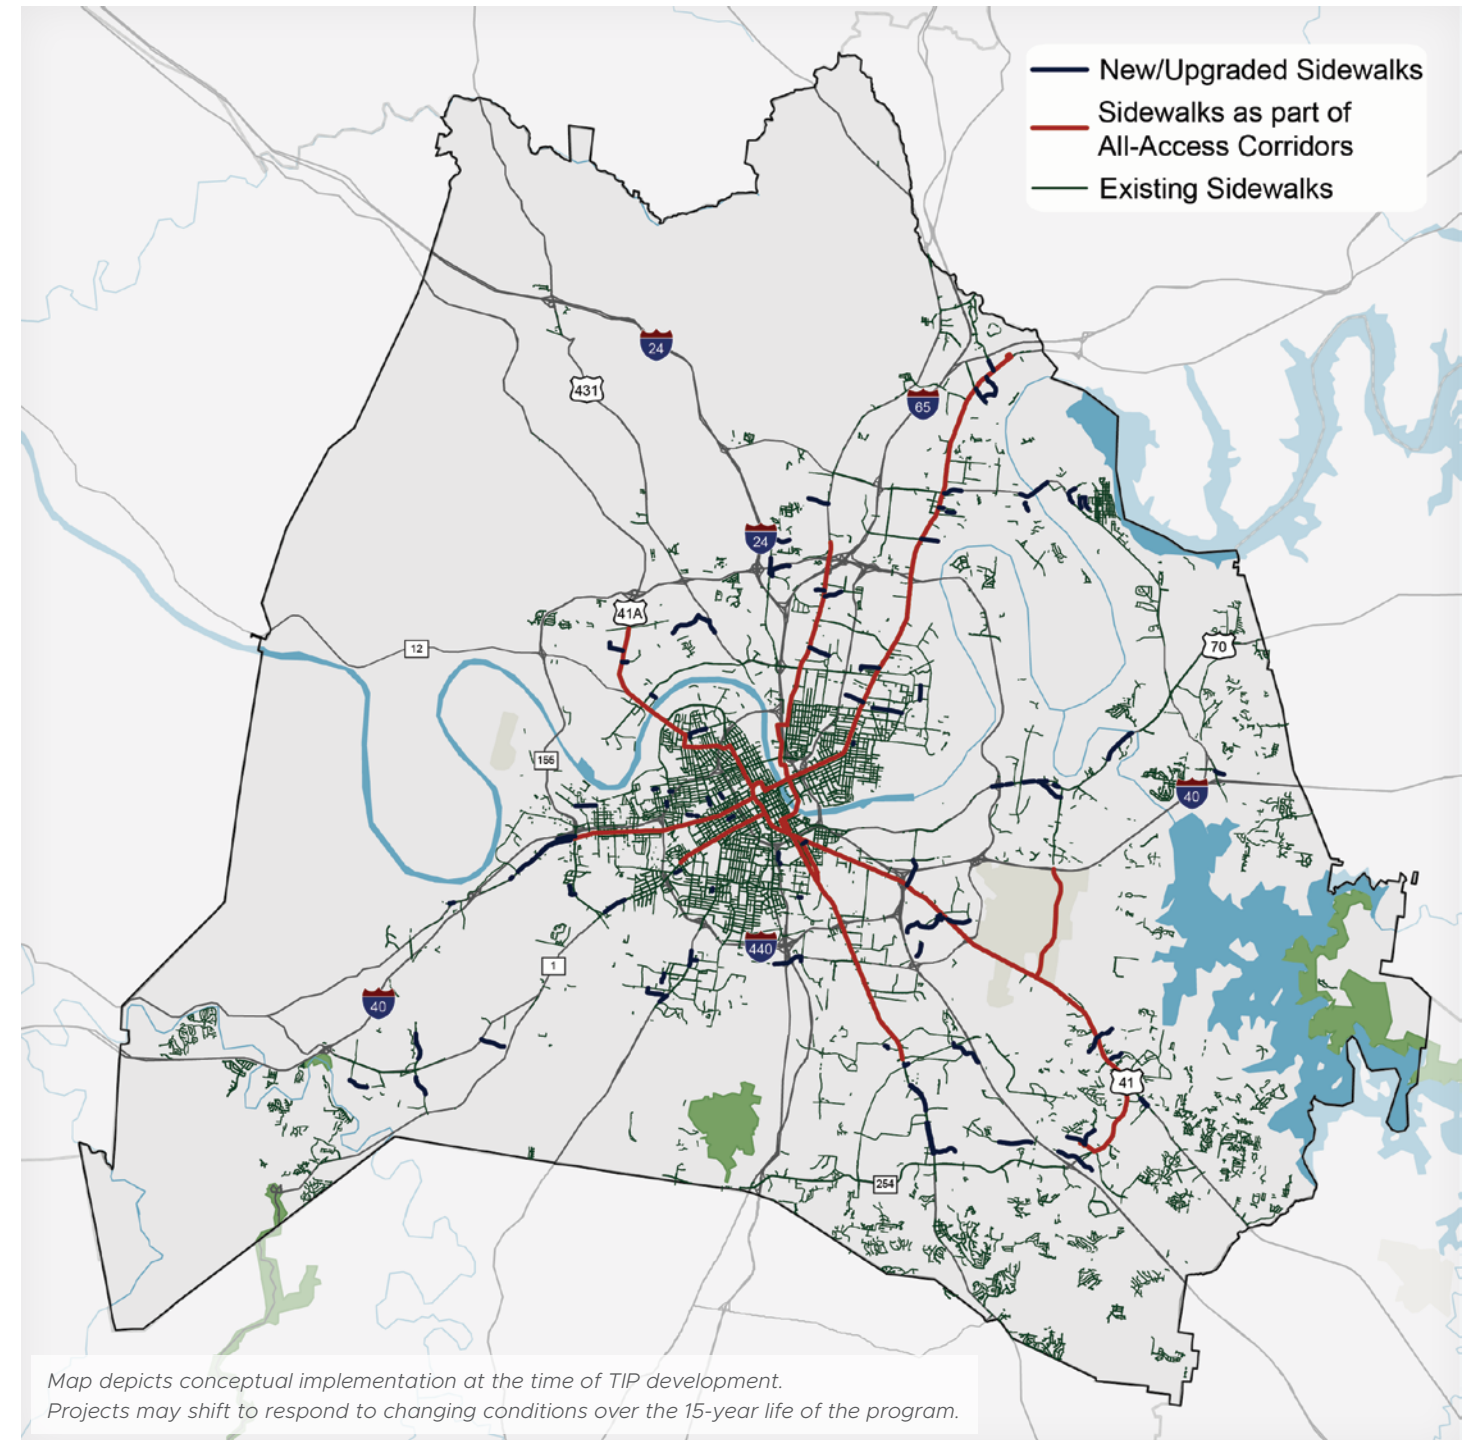 New/Upgraded Sidewalks
Sidewalks as part of
All-Access Corridors
Existing Sidewalks
24
431
65
24
41A
12
70
155
40
440
1
40
41
254
Map depicts conceptual implementation at the time of TIP development.
Projects may shift to respond to changing conditions over the 15-year life of the program.